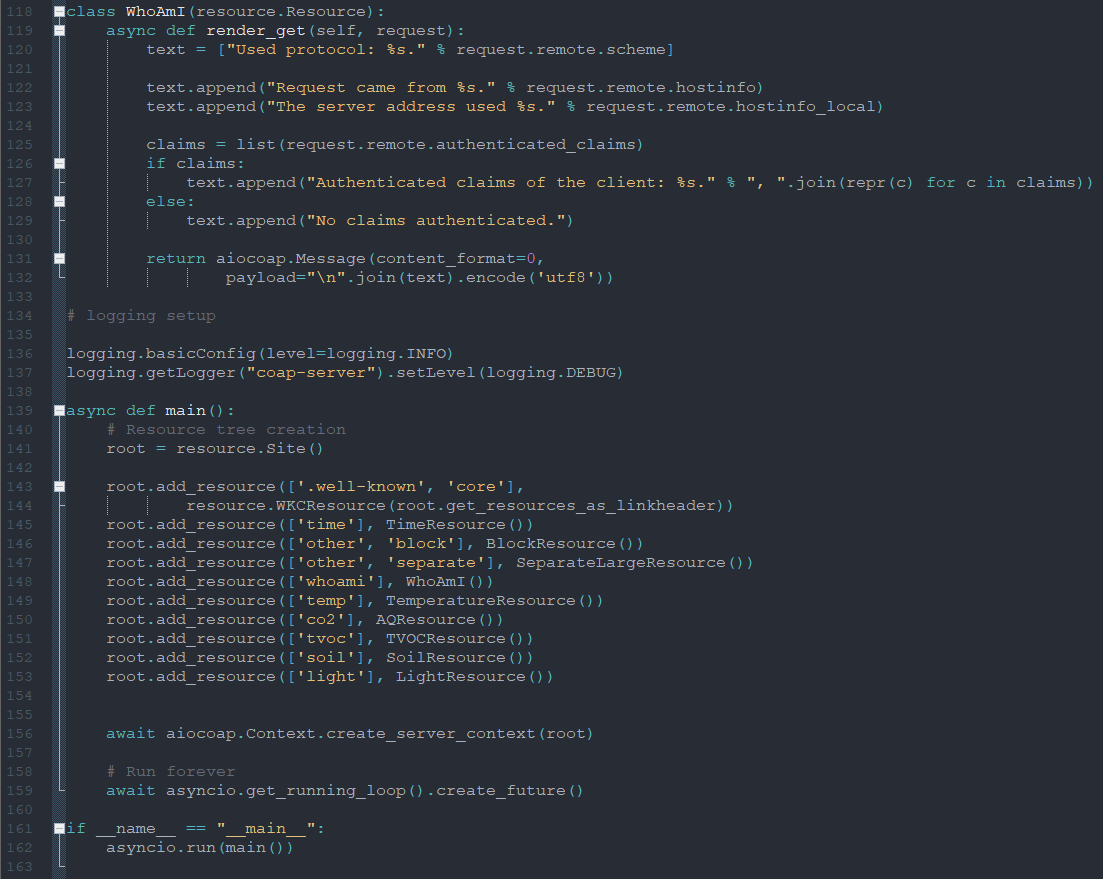 118 class WhoAmI(resource.Resource):
119     async def render_get(self, request):
120         text = ["Used protocol: %s." % request.remote.scheme]
121
122         text.append("Request came from %s." % request.remote.hostinfo)
123         text.append("The server address used %s." % request.remote.hostinfo_local)
124
125         claims = list(request.remote.authenticated_claims)
126         if claims:
127             text.append("Authenticated claims of the client: %s." % ", ".join(repr(c) for c in claims))
128         else:
129             text.append("No claims authenticated.")
130
131         return aiocoap.Message(content_format=0,
132                 payload="\n".join(text).encode('utf8'))
133
134 # logging setup
135
136 logging.basicConfig(level=logging.INFO)
137 logging.getLogger("coap-server").setLevel(logging.DEBUG)
138
139 async def main():
140     # Resource tree creation
141     root = resource.Site()
142
143     root.add_resource(['.well-known', 'core'],
144             resource.WKCResource(root.get_resources_as_linkheader))
145     root.add_resource(['time'], TimeResource())
146     root.add_resource(['other', 'block'], BlockResource())
147     root.add_resource(['other', 'separate'], SeparateLargeResource())
148     root.add_resource(['whoami'], WhoAmI())
149     root.add_resource(['temp'], TemperatureResource())
150     root.add_resource(['co2'], AQResource())
151     root.add_resource(['tvoc'], TVOCResource())
152     root.add_resource(['soil'], SoilResource())
153     root.add_resource(['light'], LightResource())
154
155
156     await aiocoap.Context.create_server_context(root)
157
158     # Run forever
159     await asyncio.get_running_loop().create_future()
160
161 if __name__ == "__main__":
162     asyncio.run(main())
163